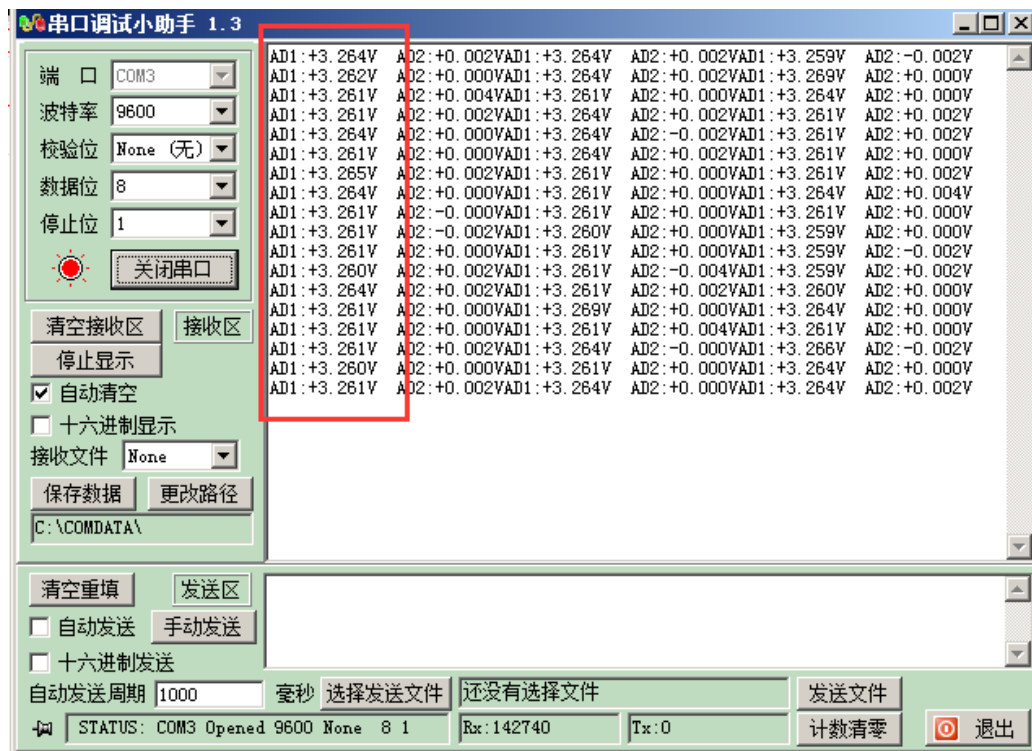 串口调试小助手 1.3
端 口 COM3
波特率 9600
校验位 None (无)
数据位 8
停止位 1
关闭串口
清空接收区 接收区
停止显示
自动清空
十六进制显示
接收文件 None
保存数据 更改路径
C:\COMDATA\
AD1:+3.264V AD2:+0.002VAD1:+3.264V AD2:+0.002VAD1:+3.259V AD2:-0.002V
AD1:+3.262V AD2:+0.000VAD1:+3.264V AD2:+0.002VAD1:+3.269V AD2:+0.000V
AD1:+3.261V AD2:+0.004VAD1:+3.261V AD2:+0.000VAD1:+3.264V AD2:+0.000V
AD1:+3.261V AD2:+0.002VAD1:+3.264V AD2:+0.000VAD1:+3.261V AD2:+0.002V
AD1:+3.264V AD2:+0.000VAD1:+3.264V AD2:-0.002VAD1:+3.261V AD2:+0.002V
AD1:+3.261V AD2:+0.000VAD1:+3.264V AD2:+0.002VAD1:+3.261V AD2:+0.000V
AD1:+3.265V AD2:+0.002VAD1:+3.261V AD2:+0.000VAD1:+3.261V AD2:+0.002V
AD1:+3.264V AD2:+0.000VAD1:+3.261V AD2:+0.000VAD1:+3.264V AD2:+0.004V
AD1:+3.261V AD2:-0.000VAD1:+3.261V AD2:+0.000VAD1:+3.261V AD2:+0.000V
AD1:+3.261V AD2:-0.002VAD1:+3.260V AD2:-0.000VAD1:+3.259V AD2:+0.000V
AD1:+3.261V AD2:+0.000VAD1:+3.261V AD2:+0.000VAD1:+3.259V AD2:-0.002V
AD1:+3.260V AD2:+0.002VAD1:+3.261V AD2:-0.004VAD1:+3.259V AD2:+0.002V
AD1:+3.264V AD2:+0.002VAD1:+3.261V AD2:+0.002VAD1:+3.260V AD2:+0.000V
AD1:+3.261V AD2:+0.000VAD1:+3.269V AD2:+0.000VAD1:+3.264V AD2:+0.000V
AD1:+3.261V AD2:+0.000VAD1:+3.261V AD2:+0.004VAD1:+3.261V AD2:+0.000V
AD1:+3.261V AD2:+0.002VAD1:+3.264V AD2:-0.000VAD1:+3.266V AD2:-0.002V
AD1:+3.260V AD2:+0.000VAD1:+3.261V AD2:+0.000VAD1:+3.264V AD2:+0.000V
AD1:+3.261V AD2:+0.002VAD1:+3.264V AD2:+0.000VAD1:+3.264V AD2:+0.002V
清空重填 发送区
自动发送 手动发送
十六进制发送
自动发送周期 1000 毫秒 选择发送文件 还没有选择文件 发送文件
STATUS: COM3 Opened 9600 None 8 1 Rx:142740 Tx:0 计数清零 退出